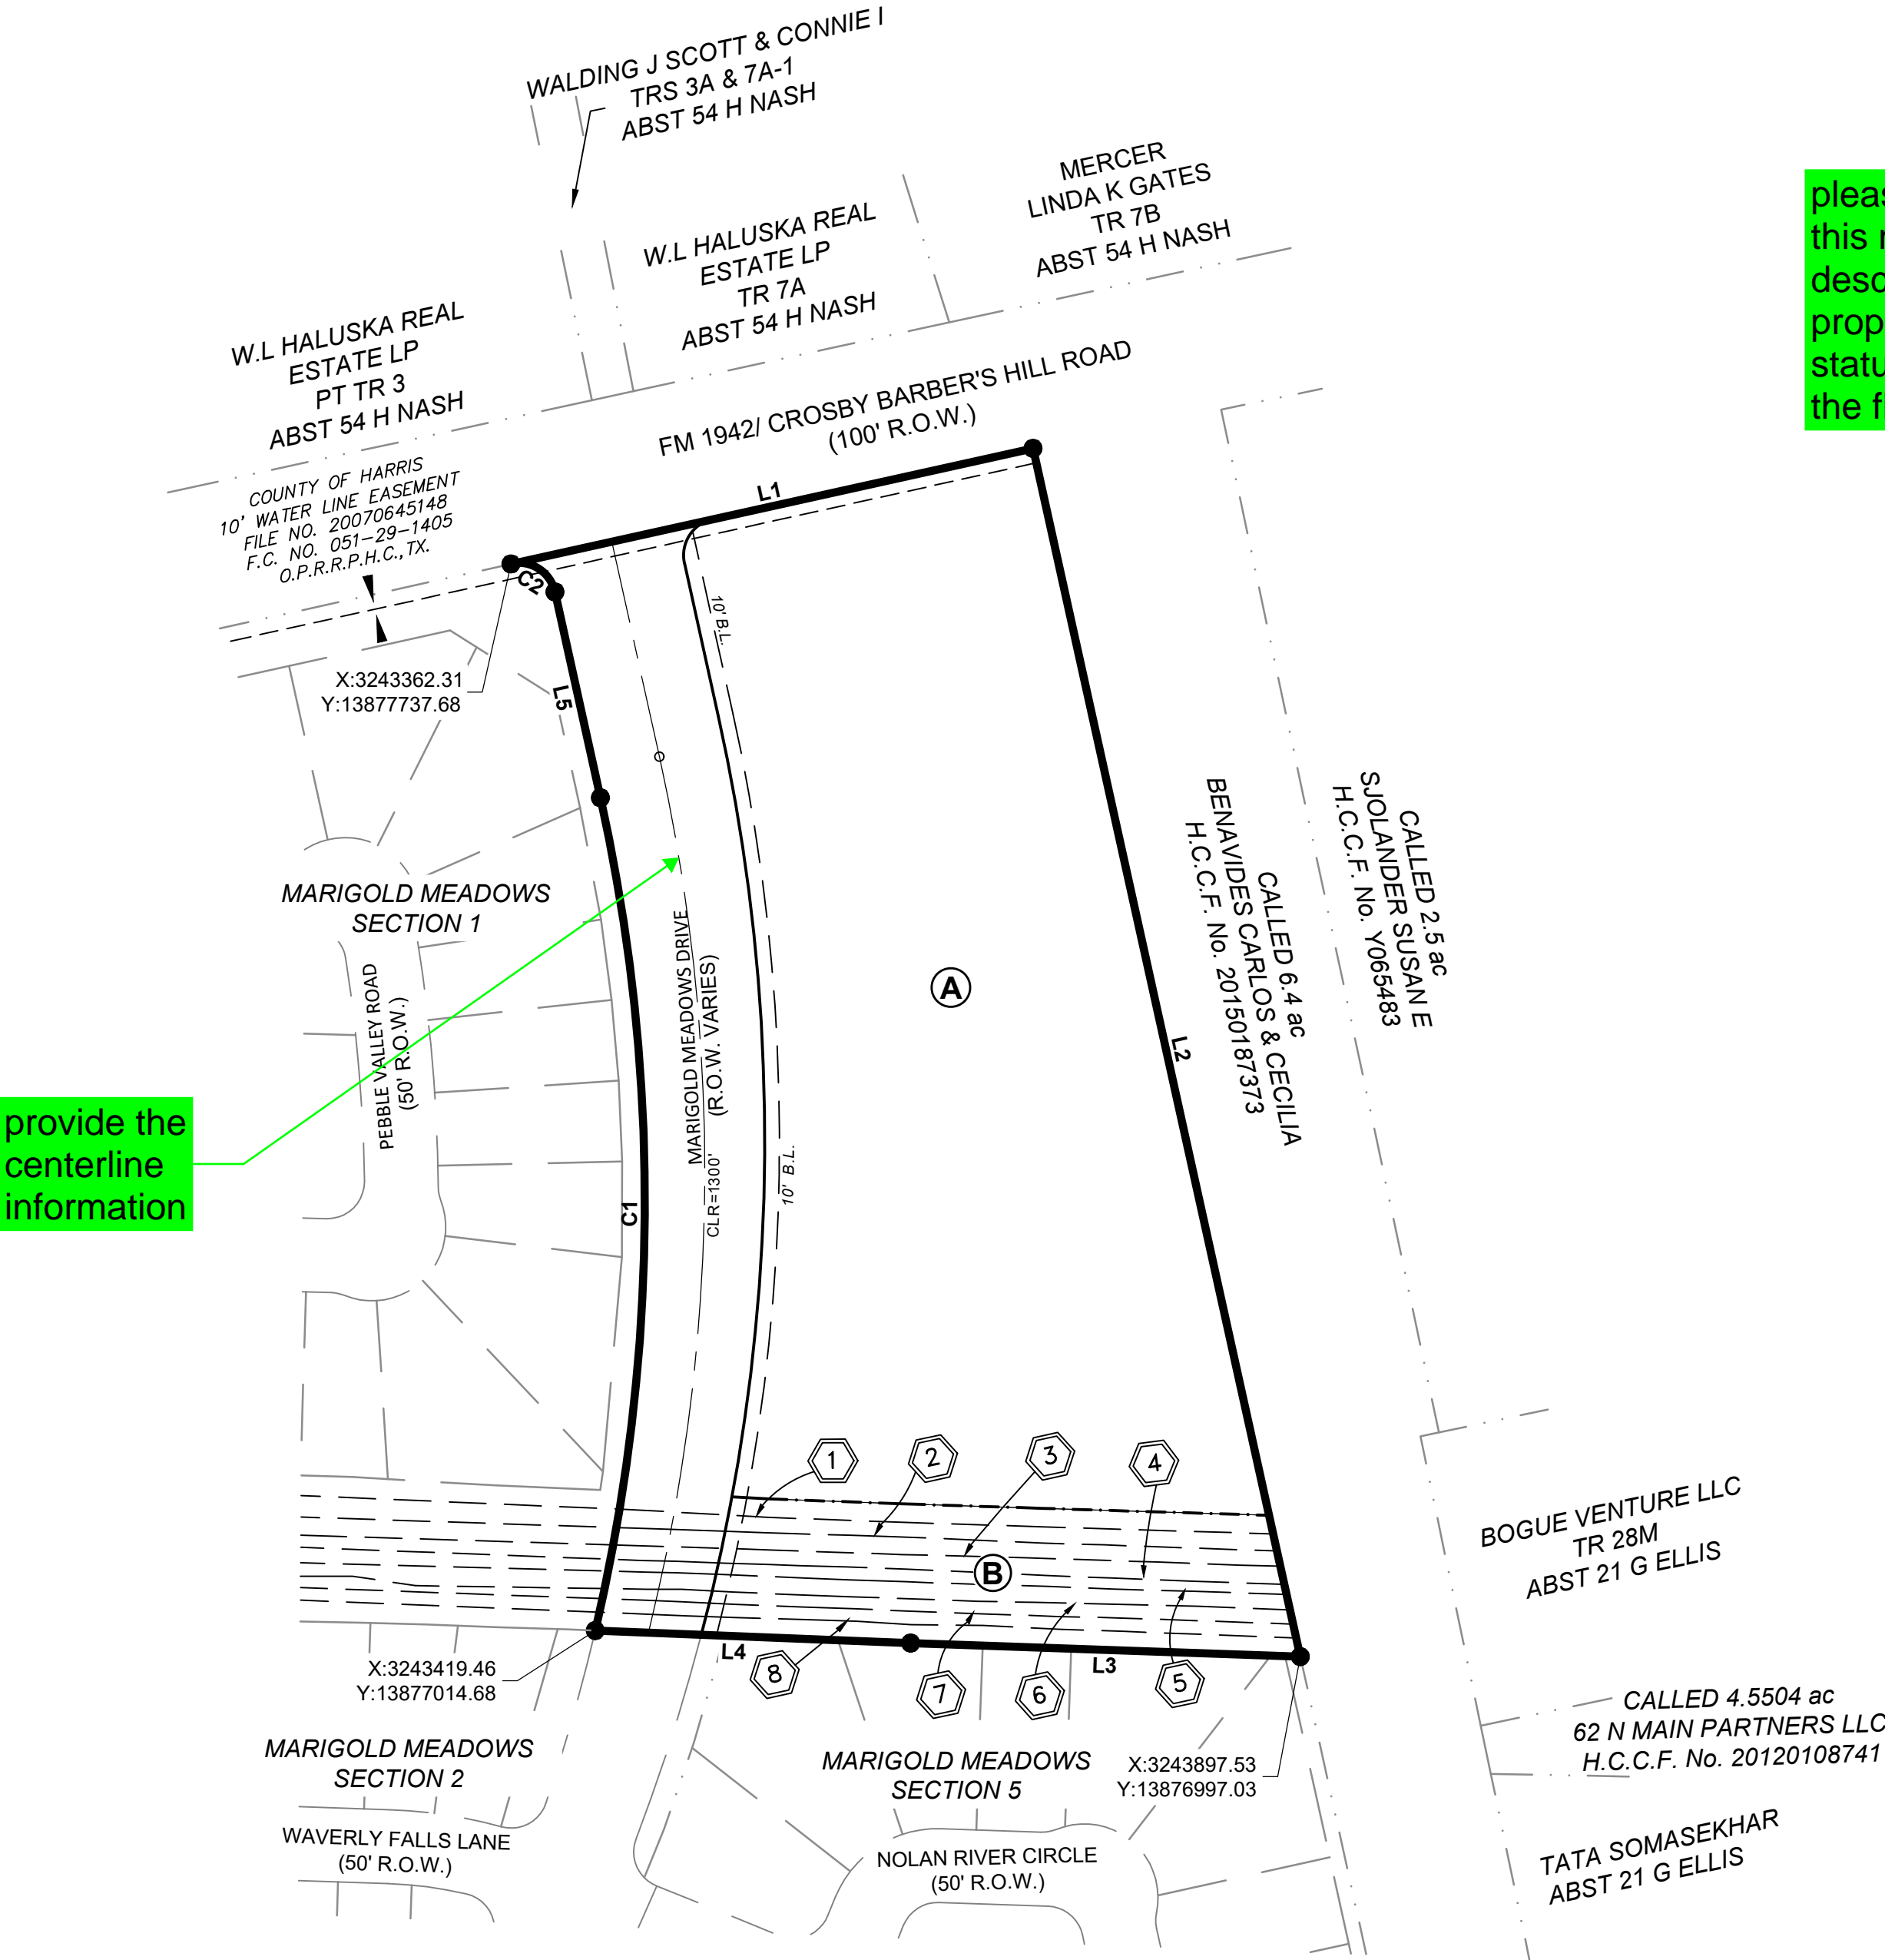 WALDING J SCOTT & CONNIE I
TRS 3A & 7A-1
ABST 54 H NASH
MERCER
LINDA K GATES
TR 7B
ABST 54 H NASH
W.L HALUSKA REAL
ESTATE LP
TR 7A
ABST 54 H NASH
W.L HALUSKA REAL
ESTATE LP
PT TR 3
ABST 54 H NASH
FM 1942/ CROSBY BARBER'S HILL ROAD
(100' R.O.W.)
COUNTY OF HARRIS
10' WATER LINE EASEMENT
FILE NO. 20070645148
F.C. NO. 051-29-1405
O.P.R.R.P.H.C.,TX.
L1
C2
10' B.L.
X:3243362.31
Y:13877737.68
L5
MARIGOLD MEADOWS
SECTION 1
PEBBLE VALLEY ROAD
(50' R.O.W.)
MARIGOLD MEADOWS DRIVE
(R.O.W. VARIES)
CLR=1300'
10' B.L.
C1
A
L2
CALLED 6.4 ac
BENAVIDES CARLOS & CECILIA
H.C.C.F. No. 20150187373
CALLED 2.5 ac
SJOLANDER SUSAN E
H.C.C.F. No. Y065483
provide the
centerline
information
this
the
1
2
3
4
B
BOGUE VENTURE LLC
TR 28M
ABST 21 G ELLIS
L4
L3
8
7
6
5
X:3243419.46
Y:13877014.68
MARIGOLD MEADOWS
SECTION 2
MARIGOLD MEADOWS
SECTION 5
X:3243897.53
Y:13876997.03
CALLED 4.5504 ac
62 N MAIN PARTNERS LLC
H.C.C.F. No. 20120108741
WAVERLY FALLS LANE
(50' R.O.W.)
NOLAN RIVER CIRCLE
(50' R.O.W.)
TATA SOMASEKHAR
ABST 21 G ELLIS